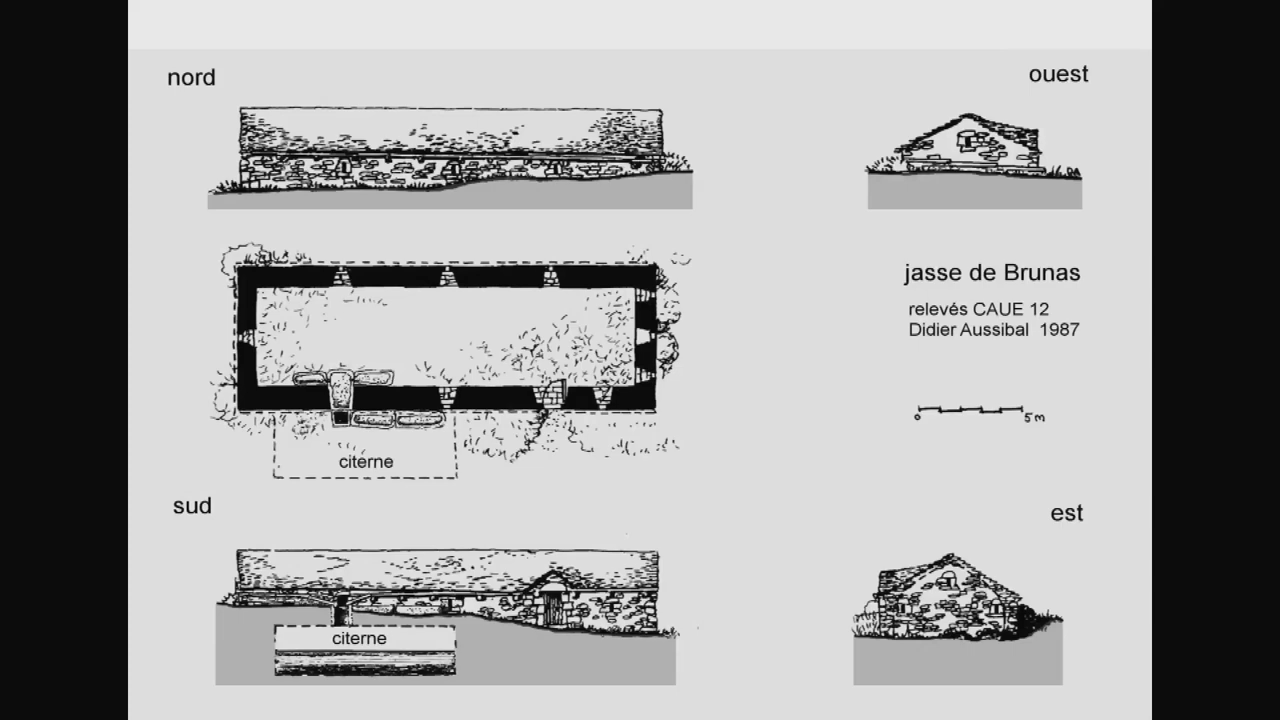 nord
ouest
jasse de Brunas
relevés CAUE 12
Didier Aussibal 1987
0 5 m
citerne
sud
est
citerne